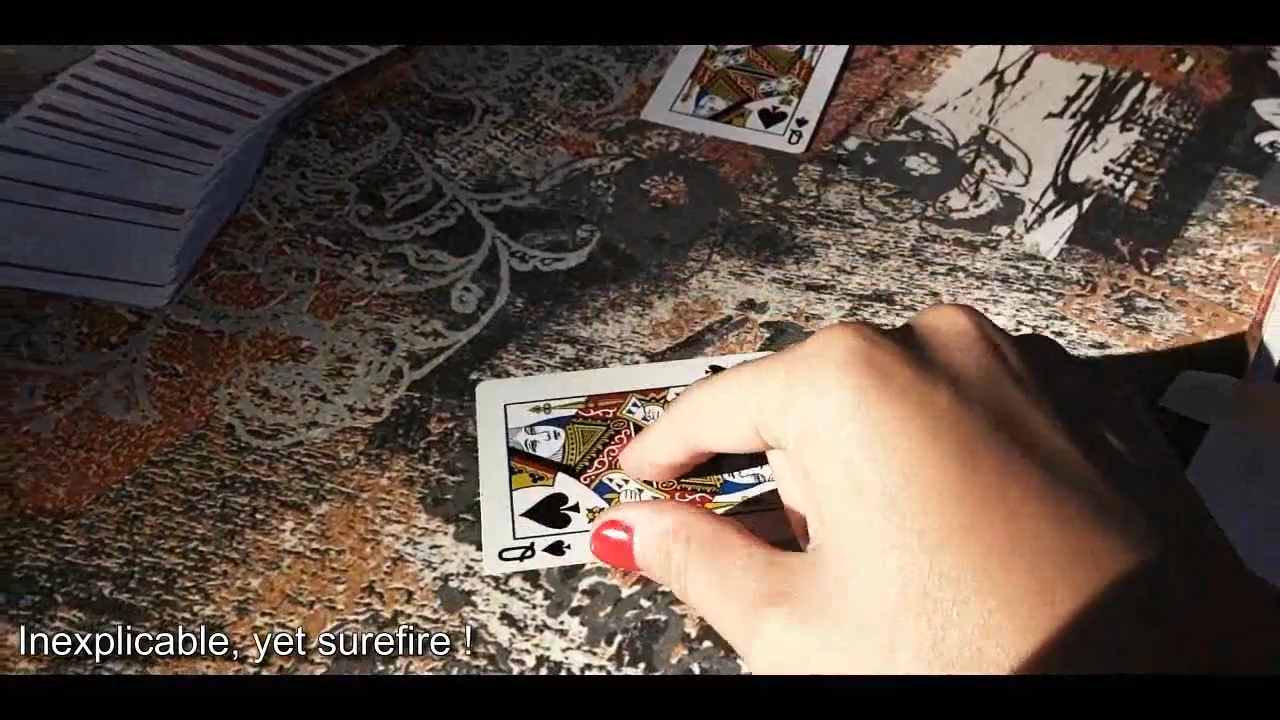 Q
Q
Inexplicable, yet surefire !